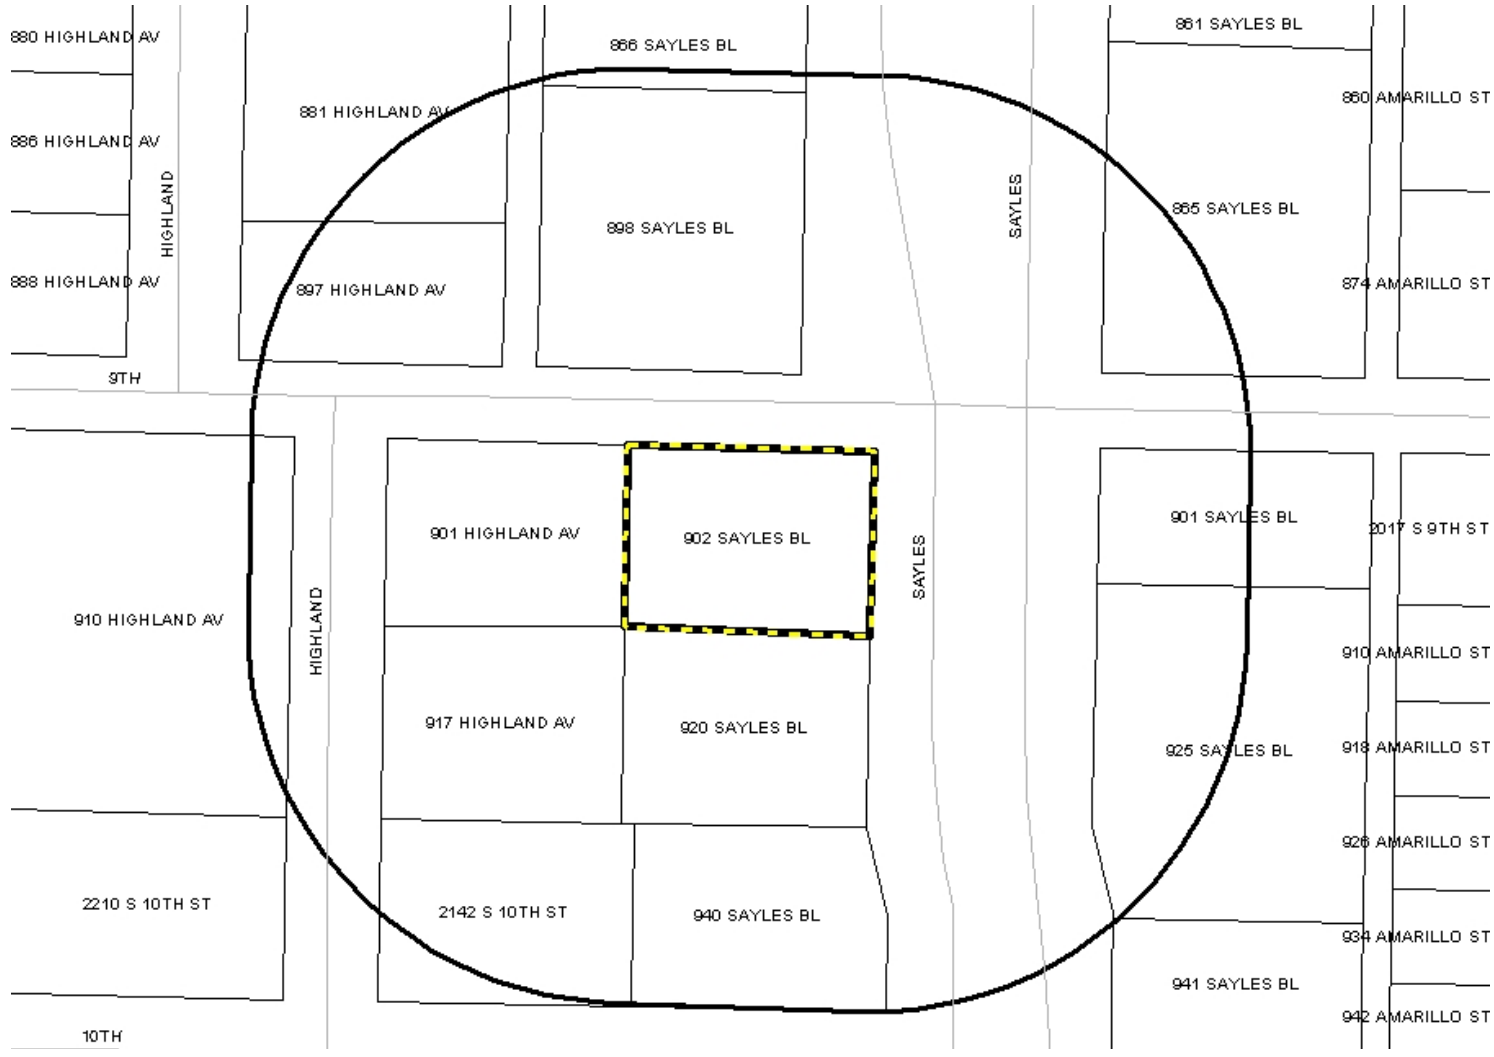 861 SAYLES BL
880 HIGHLAND AV
866 SAYLES BL
860 AMARILLO ST
881 HIGHLAND AV
886 HIGHLAND AV
HIGHLAND
SAYLES
865 SAYLES BL
898 SAYLES BL
888 HIGHLAND AV
897 HIGHLAND AV
874 AMARILLO ST
9TH
901 SAYLES BL
2017 S 9TH ST
901 HIGHLAND AV
902 SAYLES BL
SAYLES
910 HIGHLAND AV
HIGHLAND
910 AMARILLO ST
917 HIGHLAND AV
920 SAYLES BL
925 SAYLES BL
918 AMARILLO ST
926 AMARILLO ST
2210 S 10TH ST
2142 S 10TH ST
940 SAYLES BL
934 AMARILLO ST
941 SAYLES BL
942 AMARILLO ST
10TH